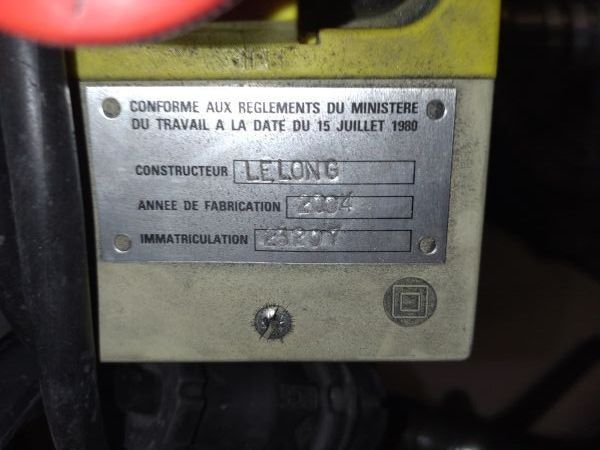 CONFORME AUX REGLEMENTS DU MINISTERE
DU TRAVAIL A LA DATE DU 15 JUILLET 1980
CONSTRUCTEUR LELONG
ANNEE DE FABRICATION 2004
IMMATRICULATION